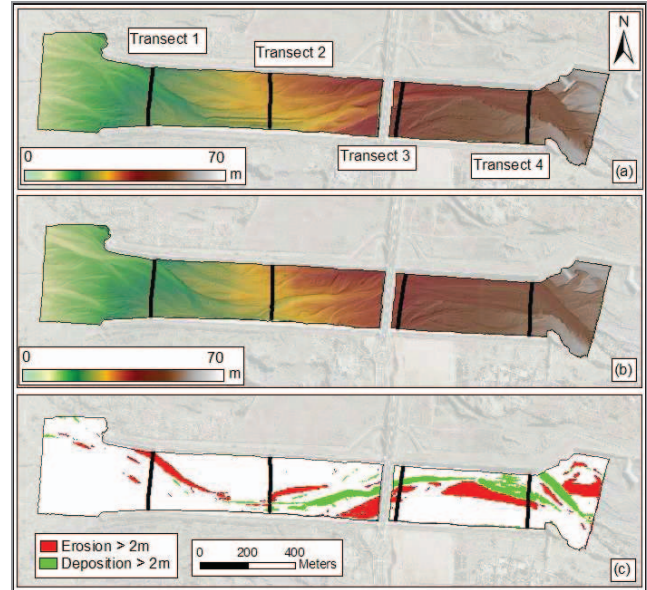 N
Transect 1
Transect 2
Transect 3
Transect 4
0 70
m
(a)
0 70
m
(b)
Erosion > 2m
Deposition > 2m
0 200 400
Meters
(c)